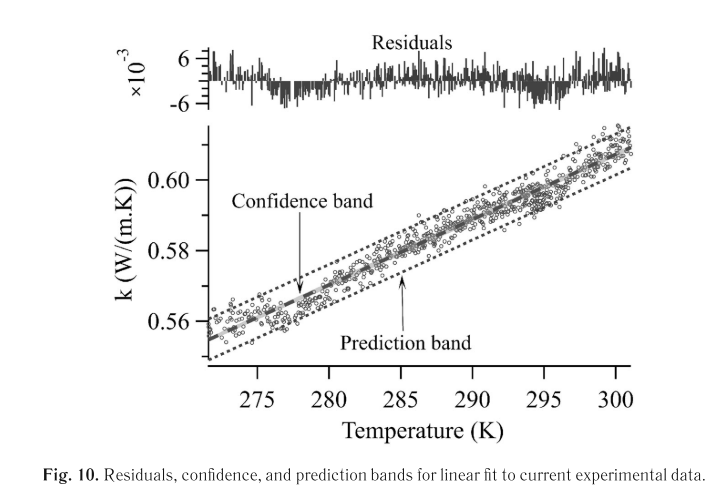 Residuals
×10⁻³
6
-6
k (W/(m.K))
0.60
0.58
0.56
Confidence band
Prediction band
275 280 285 290 295 300
Temperature (K)
Fig. 10. Residuals, confidence, and prediction bands for linear fit to current experimental data.